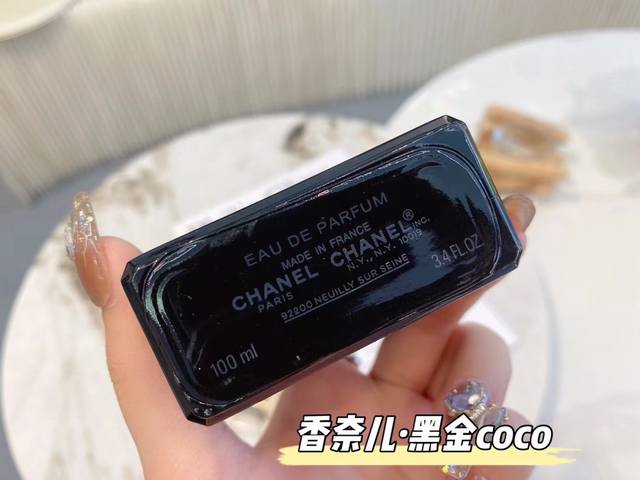 EAU DE PARFUM
MADE IN FRANCE
CHANEL CHANEL® INC.
PARIS N.Y., N.Y. 10019
92200 NEUILLY SUR SEINE
100 ml
3.4 FL.OZ
香奈儿·黑金coco